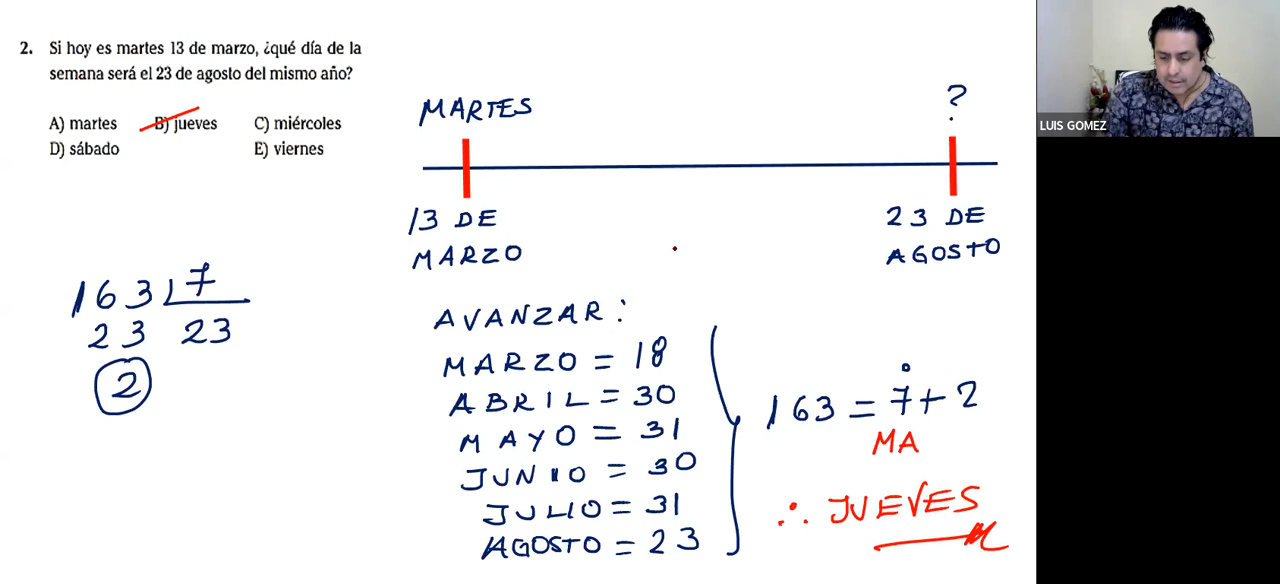 2. Si hoy es martes 13 de marzo, ¿qué día de la
semana será el 23 de agosto del mismo año?
A) martes B) jueves C) miércoles
D) sábado E) viernes
LUIS GOMEZ
MARTES ?
13 DE
MARZO
23 DE
AGOSTO
163 7
23 23
2
AVANZAR:
MARZO = 18
ABRIL = 30
MAYO = 31
JUNIO = 30
JULIO = 31
AGOSTO = 23
163 = 7̊ + 2
MA
∴ JUEVES